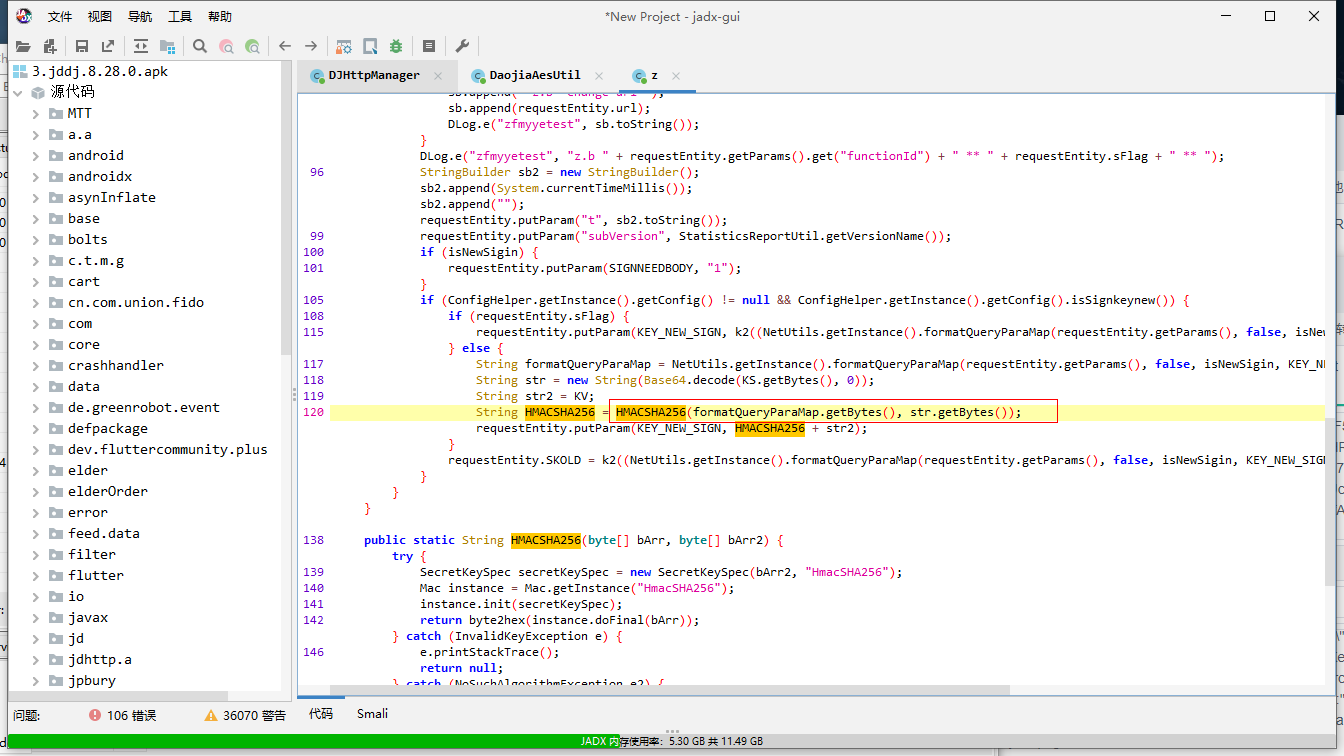 文件 视图 导航 工具 帮助 *New Project - jadx-gui
3.jddj.8.28.0.apk
源代码
MTT
a.a
android
androidx
asynInflate
base
bolts
c.t.m.g
cart
cn.com.union.fido
com
core
crashhandler
data
de.greenrobot.event
defpackage
dev.fluttercommunity.plus
elder
elderOrder
error
feed.data
filter
flutter
io
javax
jd
jdhttp.a
jpbury
问题: 106 错误 36070 警告
DJHttpManager DaojiaAesUtil z
sb.append(" z.b change url ");
sb.append(requestEntity.url);
DLog.e("zfmyyetest", sb.toString());
}
DLog.e("zfmyyetest", "z.b " + requestEntity.getParams().get("functionId") + " ** " + requestEntity.sFlag + " ** ");
96 StringBuilder sb2 = new StringBuilder();
sb2.append(System.currentTimeMillis());
sb2.append("");
requestEntity.putParam("t", sb2.toString());
99 requestEntity.putParam("subVersion", StatisticsReportUtil.getVersionName());
100 if (isNewSigin) {
101 requestEntity.putParam(SIGNNEEDBODY, "1");
}
105 if (ConfigHelper.getInstance().getConfig() != null && ConfigHelper.getInstance().getConfig().isSignkeynew()) {
108 if (requestEntity.sFlag) {
115 requestEntity.putParam(KEY_NEW_SIGN, k2((NetUtils.getInstance().formatQueryParaMap(requestEntity.getParams(), false, isNew
} else {
117 String formatQueryParaMap = NetUtils.getInstance().formatQueryParaMap(requestEntity.getParams(), false, isNewSigin, KEY_NE
118 String str = new String(Base64.decode(KS.getBytes(), 0));
119 String str2 = KV;
120 String HMACSHA256 = HMACSHA256(formatQueryParaMap.getBytes(), str.getBytes());
requestEntity.putParam(KEY_NEW_SIGN, HMACSHA256 + str2);
}
requestEntity.SKOLD = k2((NetUtils.getInstance().formatQueryParaMap(requestEntity.getParams(), false, isNewSigin, KEY_NEW_SIGN
}
}
}
138 public static String HMACSHA256(byte[] bArr, byte[] bArr2) {
try {
139 SecretKeySpec secretKeySpec = new SecretKeySpec(bArr2, "HmacSHA256");
140 Mac instance = Mac.getInstance("HmacSHA256");
141 instance.init(secretKeySpec);
142 return byte2hex(instance.doFinal(bArr));
} catch (InvalidKeyException e) {
146 e.printStackTrace();
return null;
} catch (NoSuchAlgorithmException e2) {
代码 Smali
JADX 内存使用率: 5.30 GB 共 11.49 GB